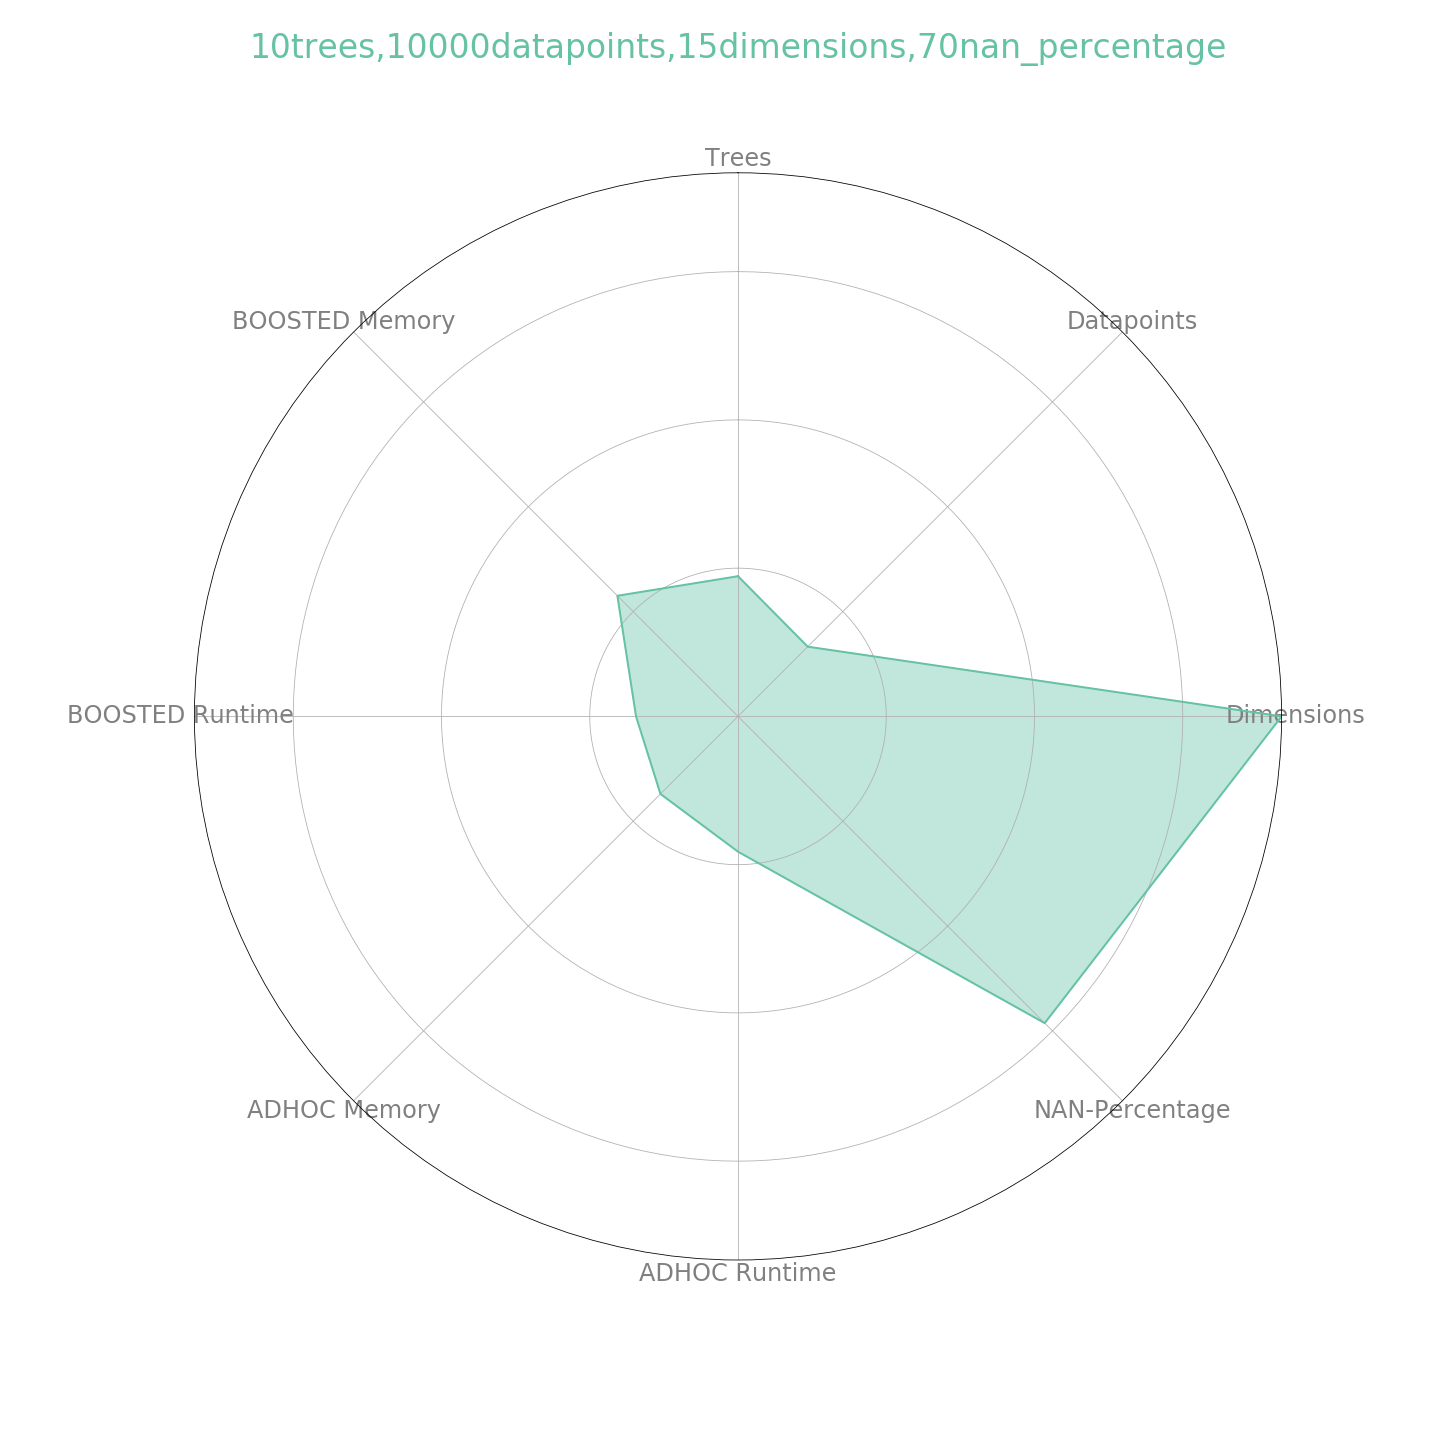 10trees,10000datapoints,15dimensions,70nan_percentage
Trees
BOOSTED Memory
Datapoints
BOOSTED Runtime
Dimensions
ADHOC Memory
NAN-Percentage
ADHOC Runtime